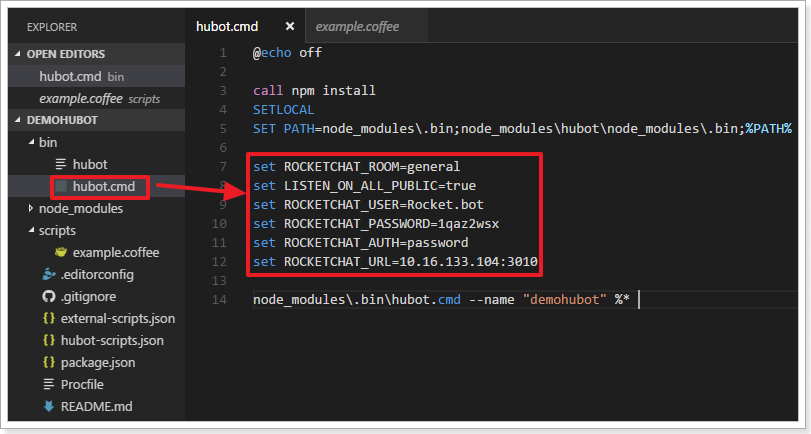 EXPLORER
OPEN EDITORS
hubot.cmd bin
example.coffee scripts
DEMOHUBOT
bin
hubot
hubot.cmd
node_modules
scripts
example.coffee
.editorconfig
.gitignore
external-scripts.json
hubot-scripts.json
package.json
Procfile
README.md
hubot.cmd
example.coffee
1 @echo off
2
3 call npm install
4 SETLOCAL
5 SET PATH=node_modules\.bin;node_modules\hubot\node_modules\.bin;%PATH%
6
7 set ROCKETCHAT_ROOM=general
8 set LISTEN_ON_ALL_PUBLIC=true
9 set ROCKETCHAT_USER=Rocket.bot
10 set ROCKETCHAT_PASSWORD=1qaz2wsx
11 set ROCKETCHAT_AUTH=password
12 set ROCKETCHAT_URL=10.16.133.104:3010
13
14 node_modules\.bin\hubot.cmd --name "demohubot" %*